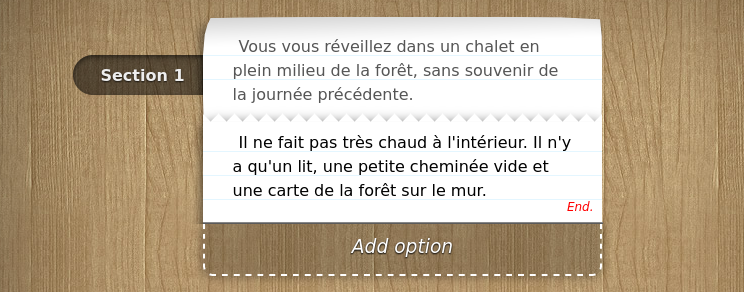 Vous vous réveillez dans un chalet en
plein milieu de la forêt, sans souvenir de
la journée précédente.
Section 1
Il ne fait pas très chaud à l'intérieur. Il n'y
a qu'un lit, une petite cheminée vide et
une carte de la forêt sur le mur.
End.
Add option